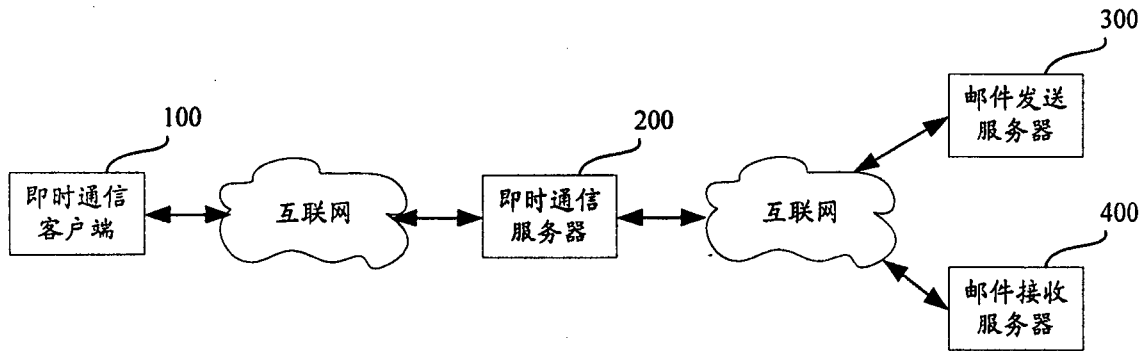 300
邮件发送
服务器
100
200
即时通信
客户端
互联网
即时通信
服务器
互联网
400
邮件接收
服务器